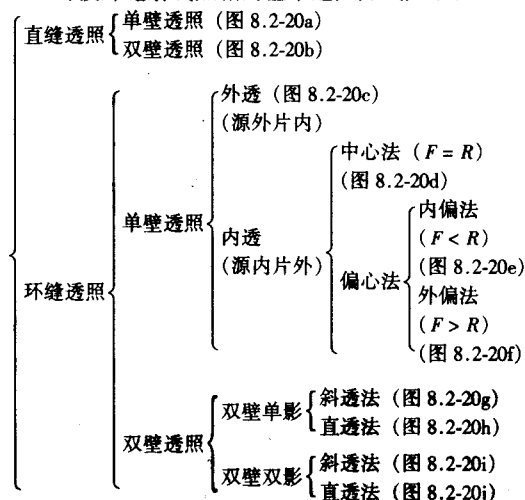 直缝透照
单壁透照（图 8.2-20a）
双壁透照（图 8.2-20b）
环缝透照
单壁透照
外透（图 8.2-20c）
（源外片内）
内透
（源内片外）
中心法（F = R）
（图 8.2-20d）
偏心法
内偏法
（F < R）
（图 8.2-20e）
外偏法
（F > R）
（图 8.2-20f）
双壁透照
双壁单影
斜透法（图 8.2-20g）
直透法（图 8.2-20h）
双壁双影
斜透法（图 8.2-20i）
直透法（图 8.2-20j）